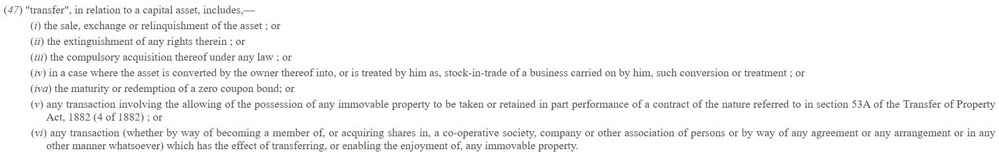 (47) "transfer", in relation to a capital asset, includes,—
(i) the sale, exchange or relinquishment of the asset ; or
(ii) the extinguishment of any rights therein ; or
(iii) the compulsory acquisition thereof under any law ; or
(iv) in a case where the asset is converted by the owner thereof into, or is treated by him as, stock-in-trade of a business carried on by him, such conversion or treatment ; or
(iva) the maturity or redemption of a zero coupon bond; or
(v) any transaction involving the allowing of the possession of any immovable property to be taken or retained in part performance of a contract of the nature referred to in section 53A of the Transfer of Property
Act, 1882 (4 of 1882) ; or
(vi) any transaction (whether by way of becoming a member of, or acquiring shares in, a co-operative society, company or other association of persons or by way of any agreement or any arrangement or in any
other manner whatsoever) which has the effect of transferring, or enabling the enjoyment of, any immovable property.